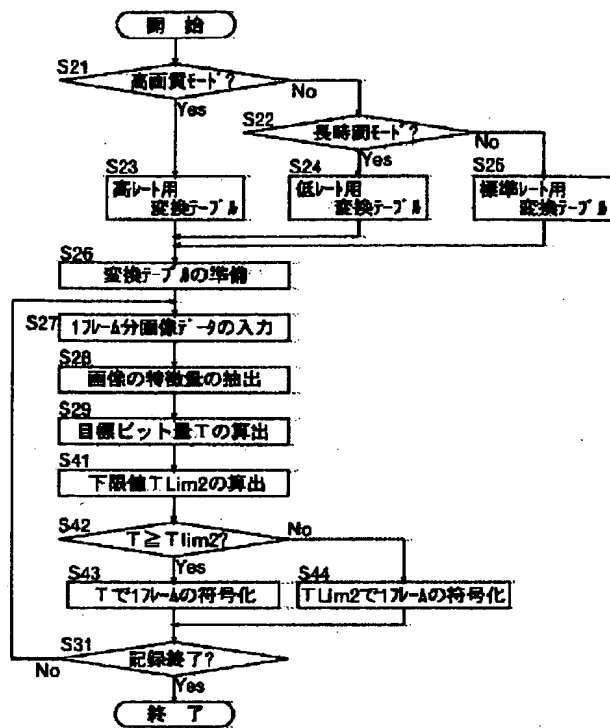 開 始
S21
高画質モード?
No
Yes
S22
長時間モード?
No
Yes
S23
高レート用
変換テーブル
S24
低レート用
変換テーブル
S25
標準レート用
変換テーブル
S26
変換テーブルの準備
S27
1フレーム分画像データの入力
S28
画像の特徴量の抽出
S29
目標ビット量Tの算出
S41
下限値TLim2の算出
S42
T≧Tlim2?
No
Yes
S43
Tで1フレームの符号化
S44
TLim2で1フレームの符号化
S31
記録終了?
No
Yes
終 了